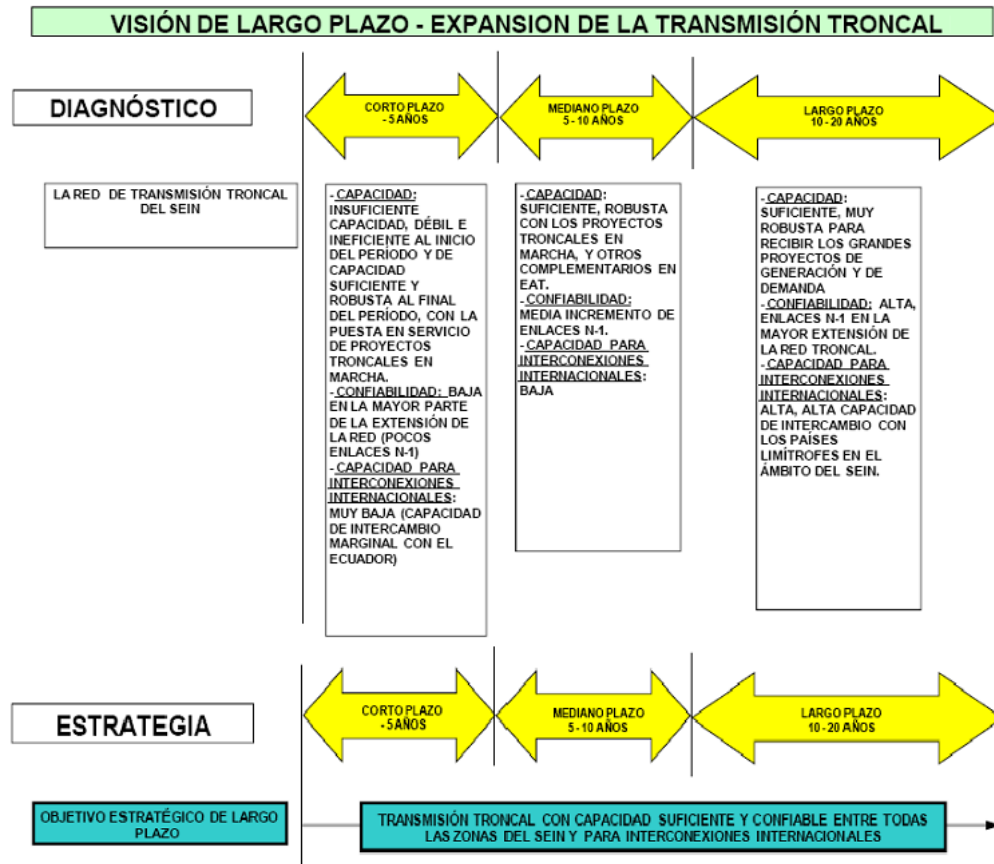 VISIÓN DE LARGO PLAZO - EXPANSION DE LA TRANSMISIÓN TRONCAL
DIAGNÓSTICO
CORTO PLAZO
- 5 AÑOS
MEDIANO PLAZO
5 - 10 AÑOS
LARGO PLAZO
10 - 20 AÑOS
LA RED DE TRANSMISIÓN TRONCAL
DEL SEIN
- CAPACIDAD:
INSUFICIENTE
CAPACIDAD, DÉBIL E
INEFICIENTE AL INICIO
DEL PERÍODO Y DE
CAPACIDAD
SUFICIENTE Y
ROBUSTA AL FINAL
DEL PERÍODO, CON LA
PUESTA EN SERVICIO
DE PROYECTOS
TRONCALES EN
MARCHA.
- CONFIABILIDAD: BAJA
EN LA MAYOR PARTE
DE LA EXTENSIÓN DE
LA RED (POCOS
ENLACES N-1)
- CAPACIDAD PARA
INTERCONEXIONES
INTERNACIONALES:
MUY BAJA (CAPACIDAD
DE INTERCAMBIO
MARGINAL CON EL
ECUADOR)
- CAPACIDAD:
SUFICIENTE, ROBUSTA
CON LOS PROYECTOS
TRONCALES EN
MARCHA, Y OTROS
COMPLEMENTARIOS EN
EAT.
- CONFIABILIDAD:
MEDIA INCREMENTO DE
ENLACES N-1.
- CAPACIDAD PARA
INTERCONEXIONES
INTERNACIONALES:
BAJA
- CAPACIDAD:
SUFICIENTE, MUY
ROBUSTA PARA
RECIBIR LOS GRANDES
PROYECTOS DE
GENERACIÓN Y DE
DEMANDA
- CONFIABILIDAD: ALTA,
ENLACES N-1 EN LA
MAYOR EXTENSIÓN DE
LA RED TRONCAL.
- CAPACIDAD PARA
INTERCONEXIONES
INTERNACIONALES:
ALTA, ALTA CAPACIDAD
DE INTERCAMBIO CON
LOS PAÍSES
LIMÍTROFES EN EL
ÁMBITO DEL SEIN.
ESTRATEGIA
CORTO PLAZO
- 5 AÑOS
MEDIANO PLAZO
5 - 10 AÑOS
LARGO PLAZO
10 - 20 AÑOS
OBJETIVO ESTRATÉGICO DE LARGO
PLAZO
TRANSMISIÓN TRONCAL CON CAPACIDAD SUFICIENTE Y CONFIABLE ENTRE TODAS
LAS ZONAS DEL SEIN Y PARA INTERCONEXIONES INTERNACIONALES